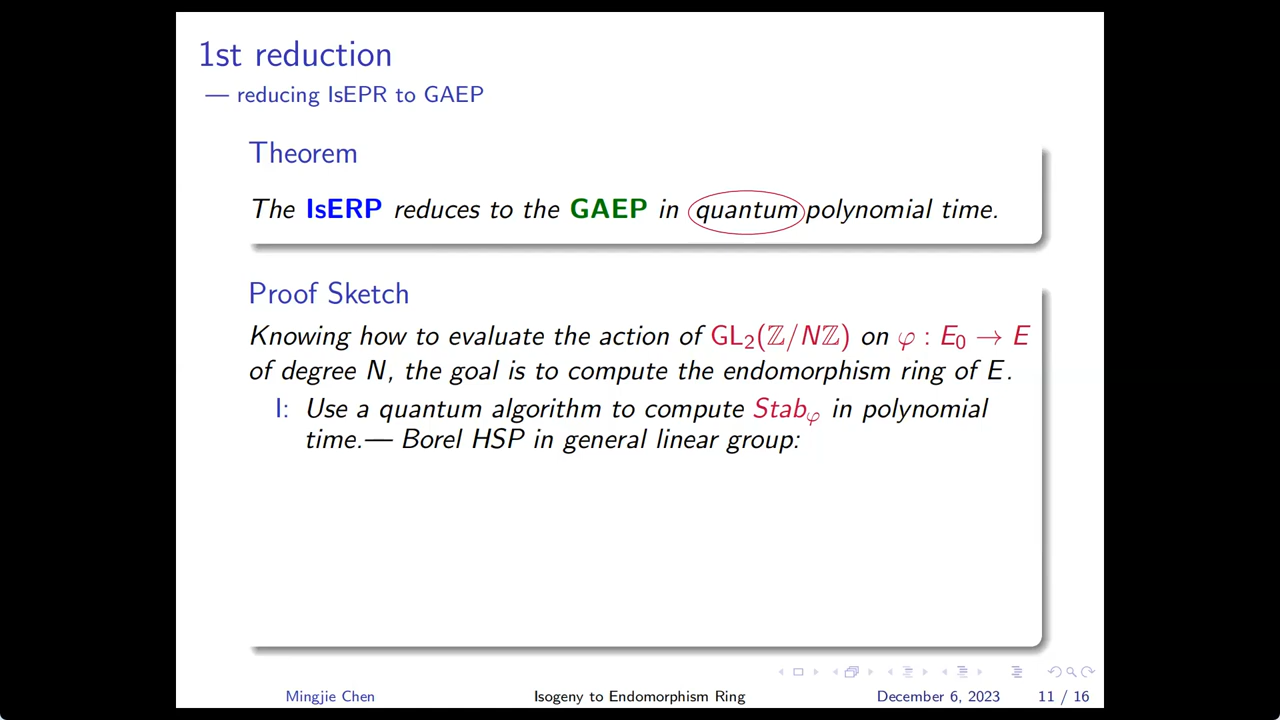 1st reduction
— reducing IsEPR to GAEP
Theorem
The IsERP reduces to the GAEP in quantum polynomial time.
Proof Sketch
Knowing how to evaluate the action of GL₂(ℤ/Nℤ) on φ : E₀ → E
of degree N, the goal is to compute the endomorphism ring of E.
I: Use a quantum algorithm to compute Stabᵩ in polynomial
time.— Borel HSP in general linear group:
Mingjie Chen Isogeny to Endomorphism Ring December 6, 2023 11 / 16